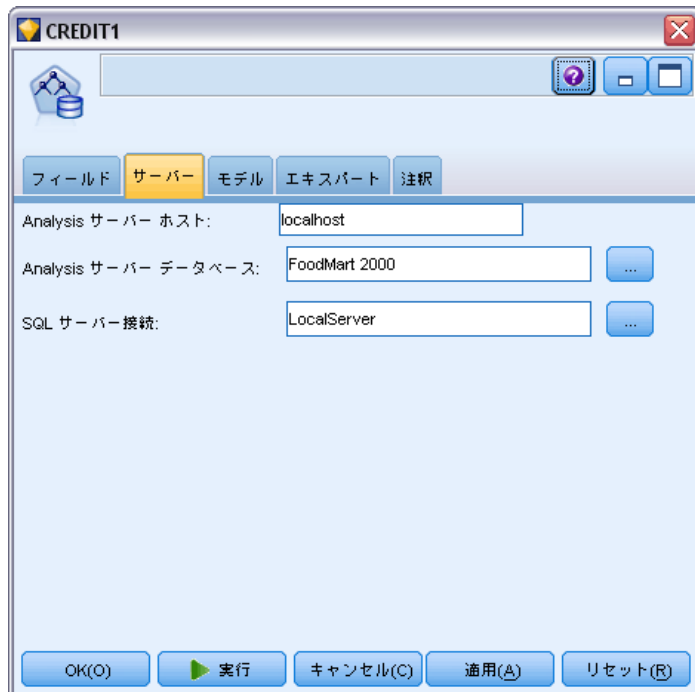 CREDIT1
フィールド サーバー モデル エキスパート 注釈
Analysis サーバー ホスト: localhost
Analysis サーバー データベース: FoodMart 2000 ...
SQL サーバー接続: LocalServer ...
OK(O) 実行 キャンセル(C) 適用(A) リセット(R)